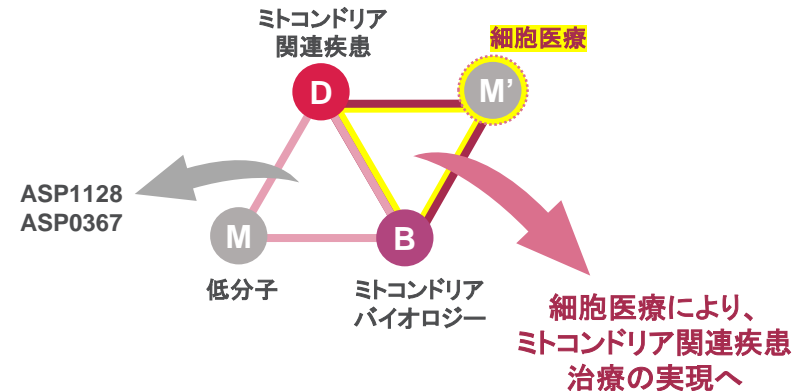 ミトコンドリア
関連疾患
細胞医療
D
M’
ASP1128
ASP0367
M
B
低分子
ミトコンドリア
バイオロジー
細胞医療により、
ミトコンドリア関連疾患
治療の実現へ